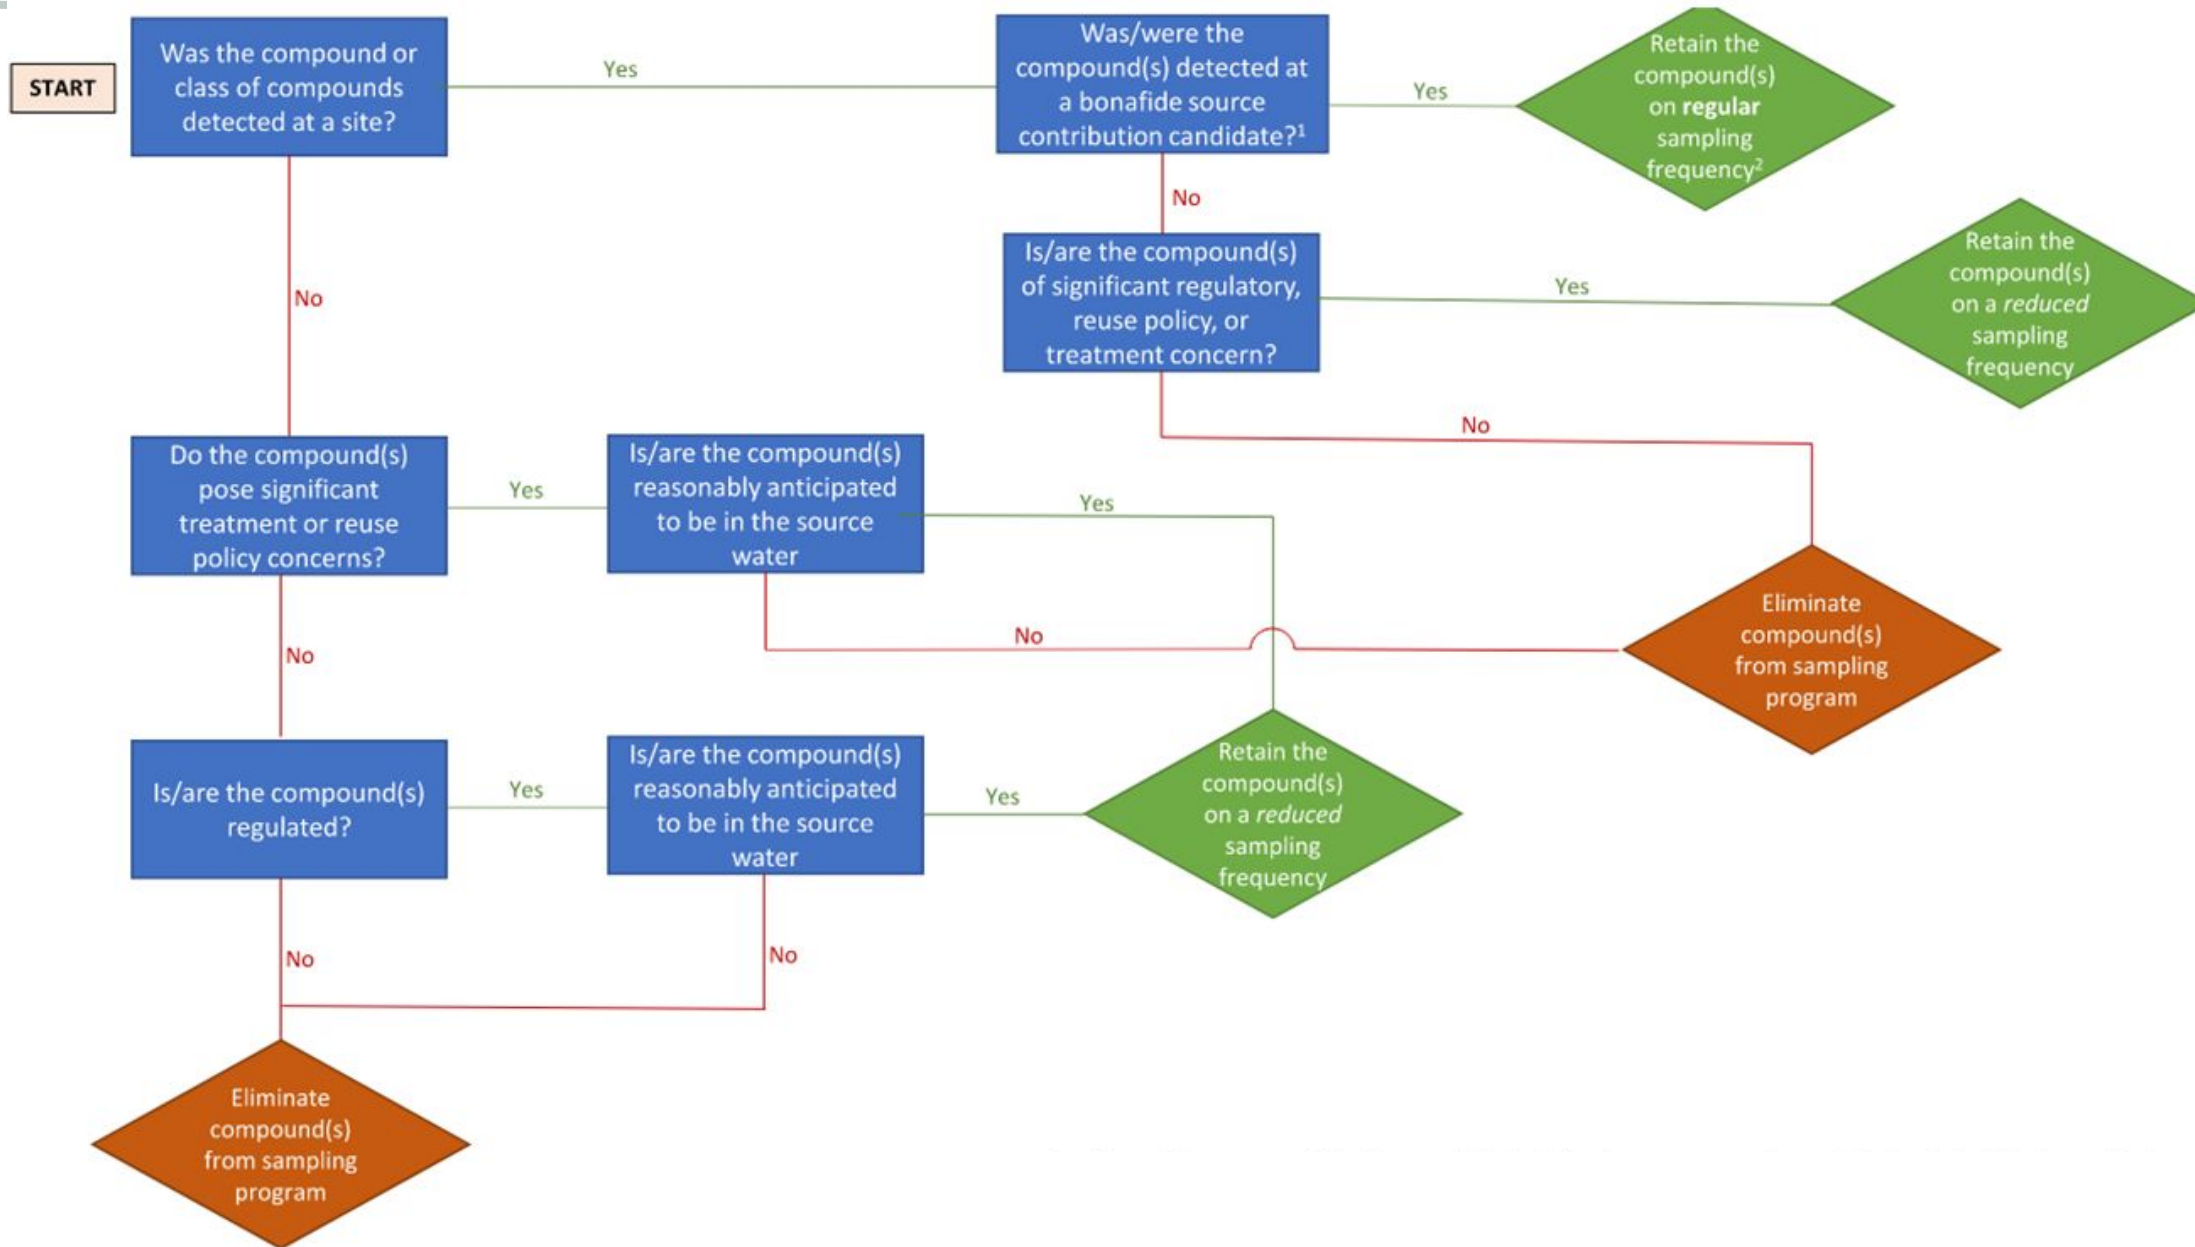 START
Was the compound or
class of compounds
detected at a site?
Yes
Was/were the
compound(s) detected at
a bonafide source
contribution candidate?¹
Yes
Retain the
compound(s)
on regular
sampling
frequency²
No
Is/are the compound(s)
of significant regulatory,
reuse policy, or
treatment concern?
Yes
Retain the
compound(s)
on a reduced
sampling
frequency
No
No
Do the compound(s)
pose significant
treatment or reuse
policy concerns?
Yes
Is/are the compound(s)
reasonably anticipated
to be in the source
water
Yes
No
Eliminate
compound(s)
from sampling
program
No
Is/are the compound(s)
regulated?
Yes
Is/are the compound(s)
reasonably anticipated
to be in the source
water
Yes
Retain the
compound(s)
on a reduced
sampling
frequency
No
No
Eliminate
compound(s)
from sampling
program